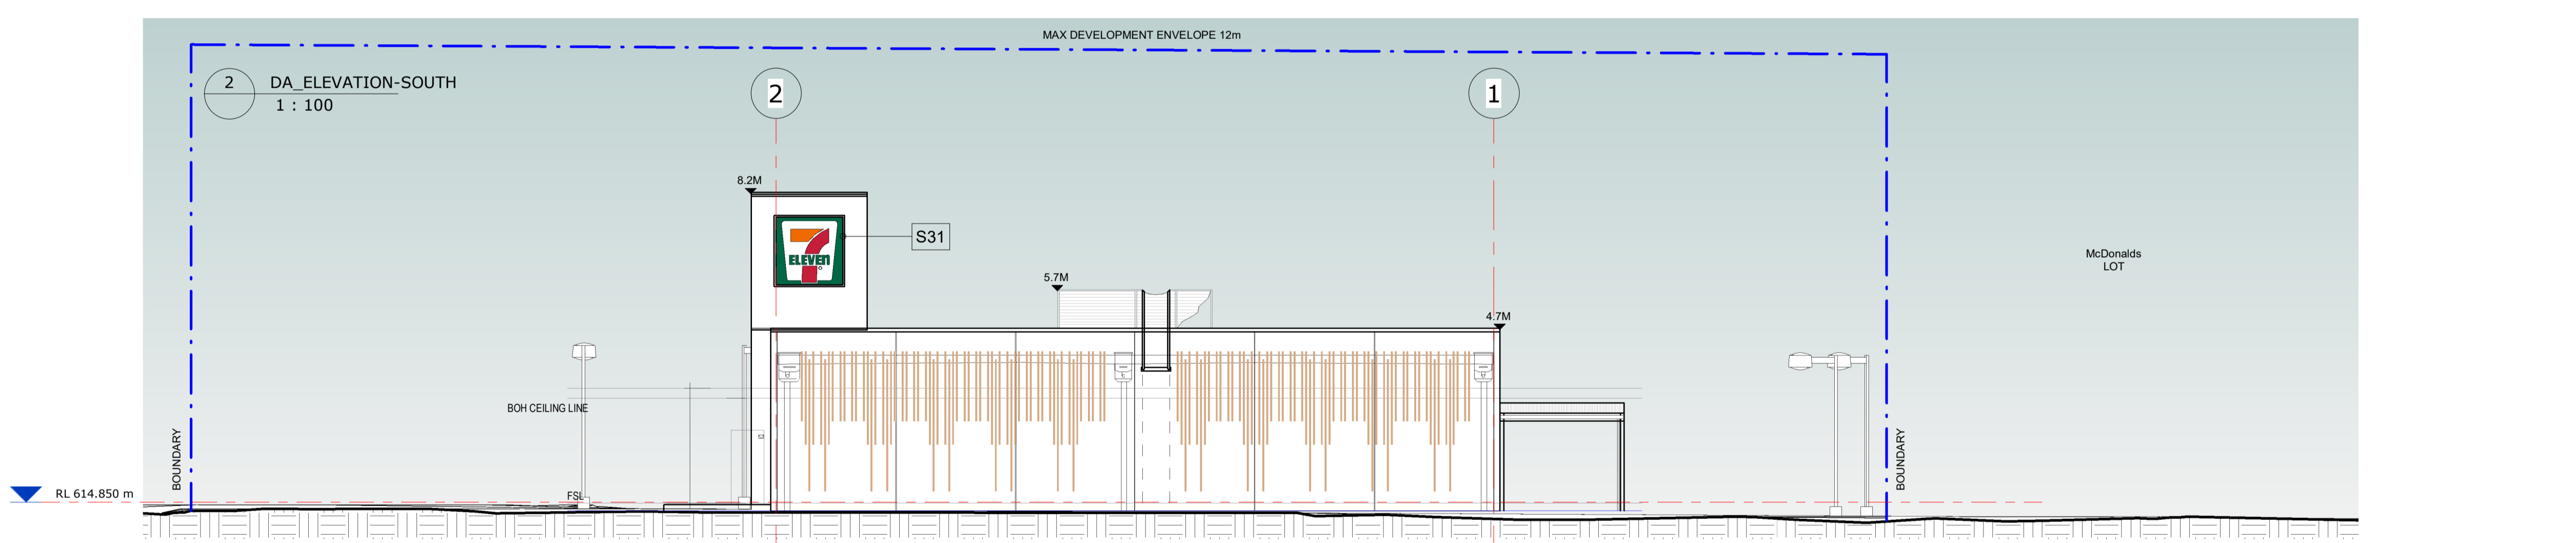 MAX DEVELOPMENT ENVELOPE 12m
2
DA_ELEVATION-SOUTH
1 : 100
2
1
8.2M
S31
7
ELEVEn
McDonalds
LOT
5.7M
4.7M
BOH CEILING LINE
BOUNDARY
BOUNDARY
RL 614.850 m
FSL